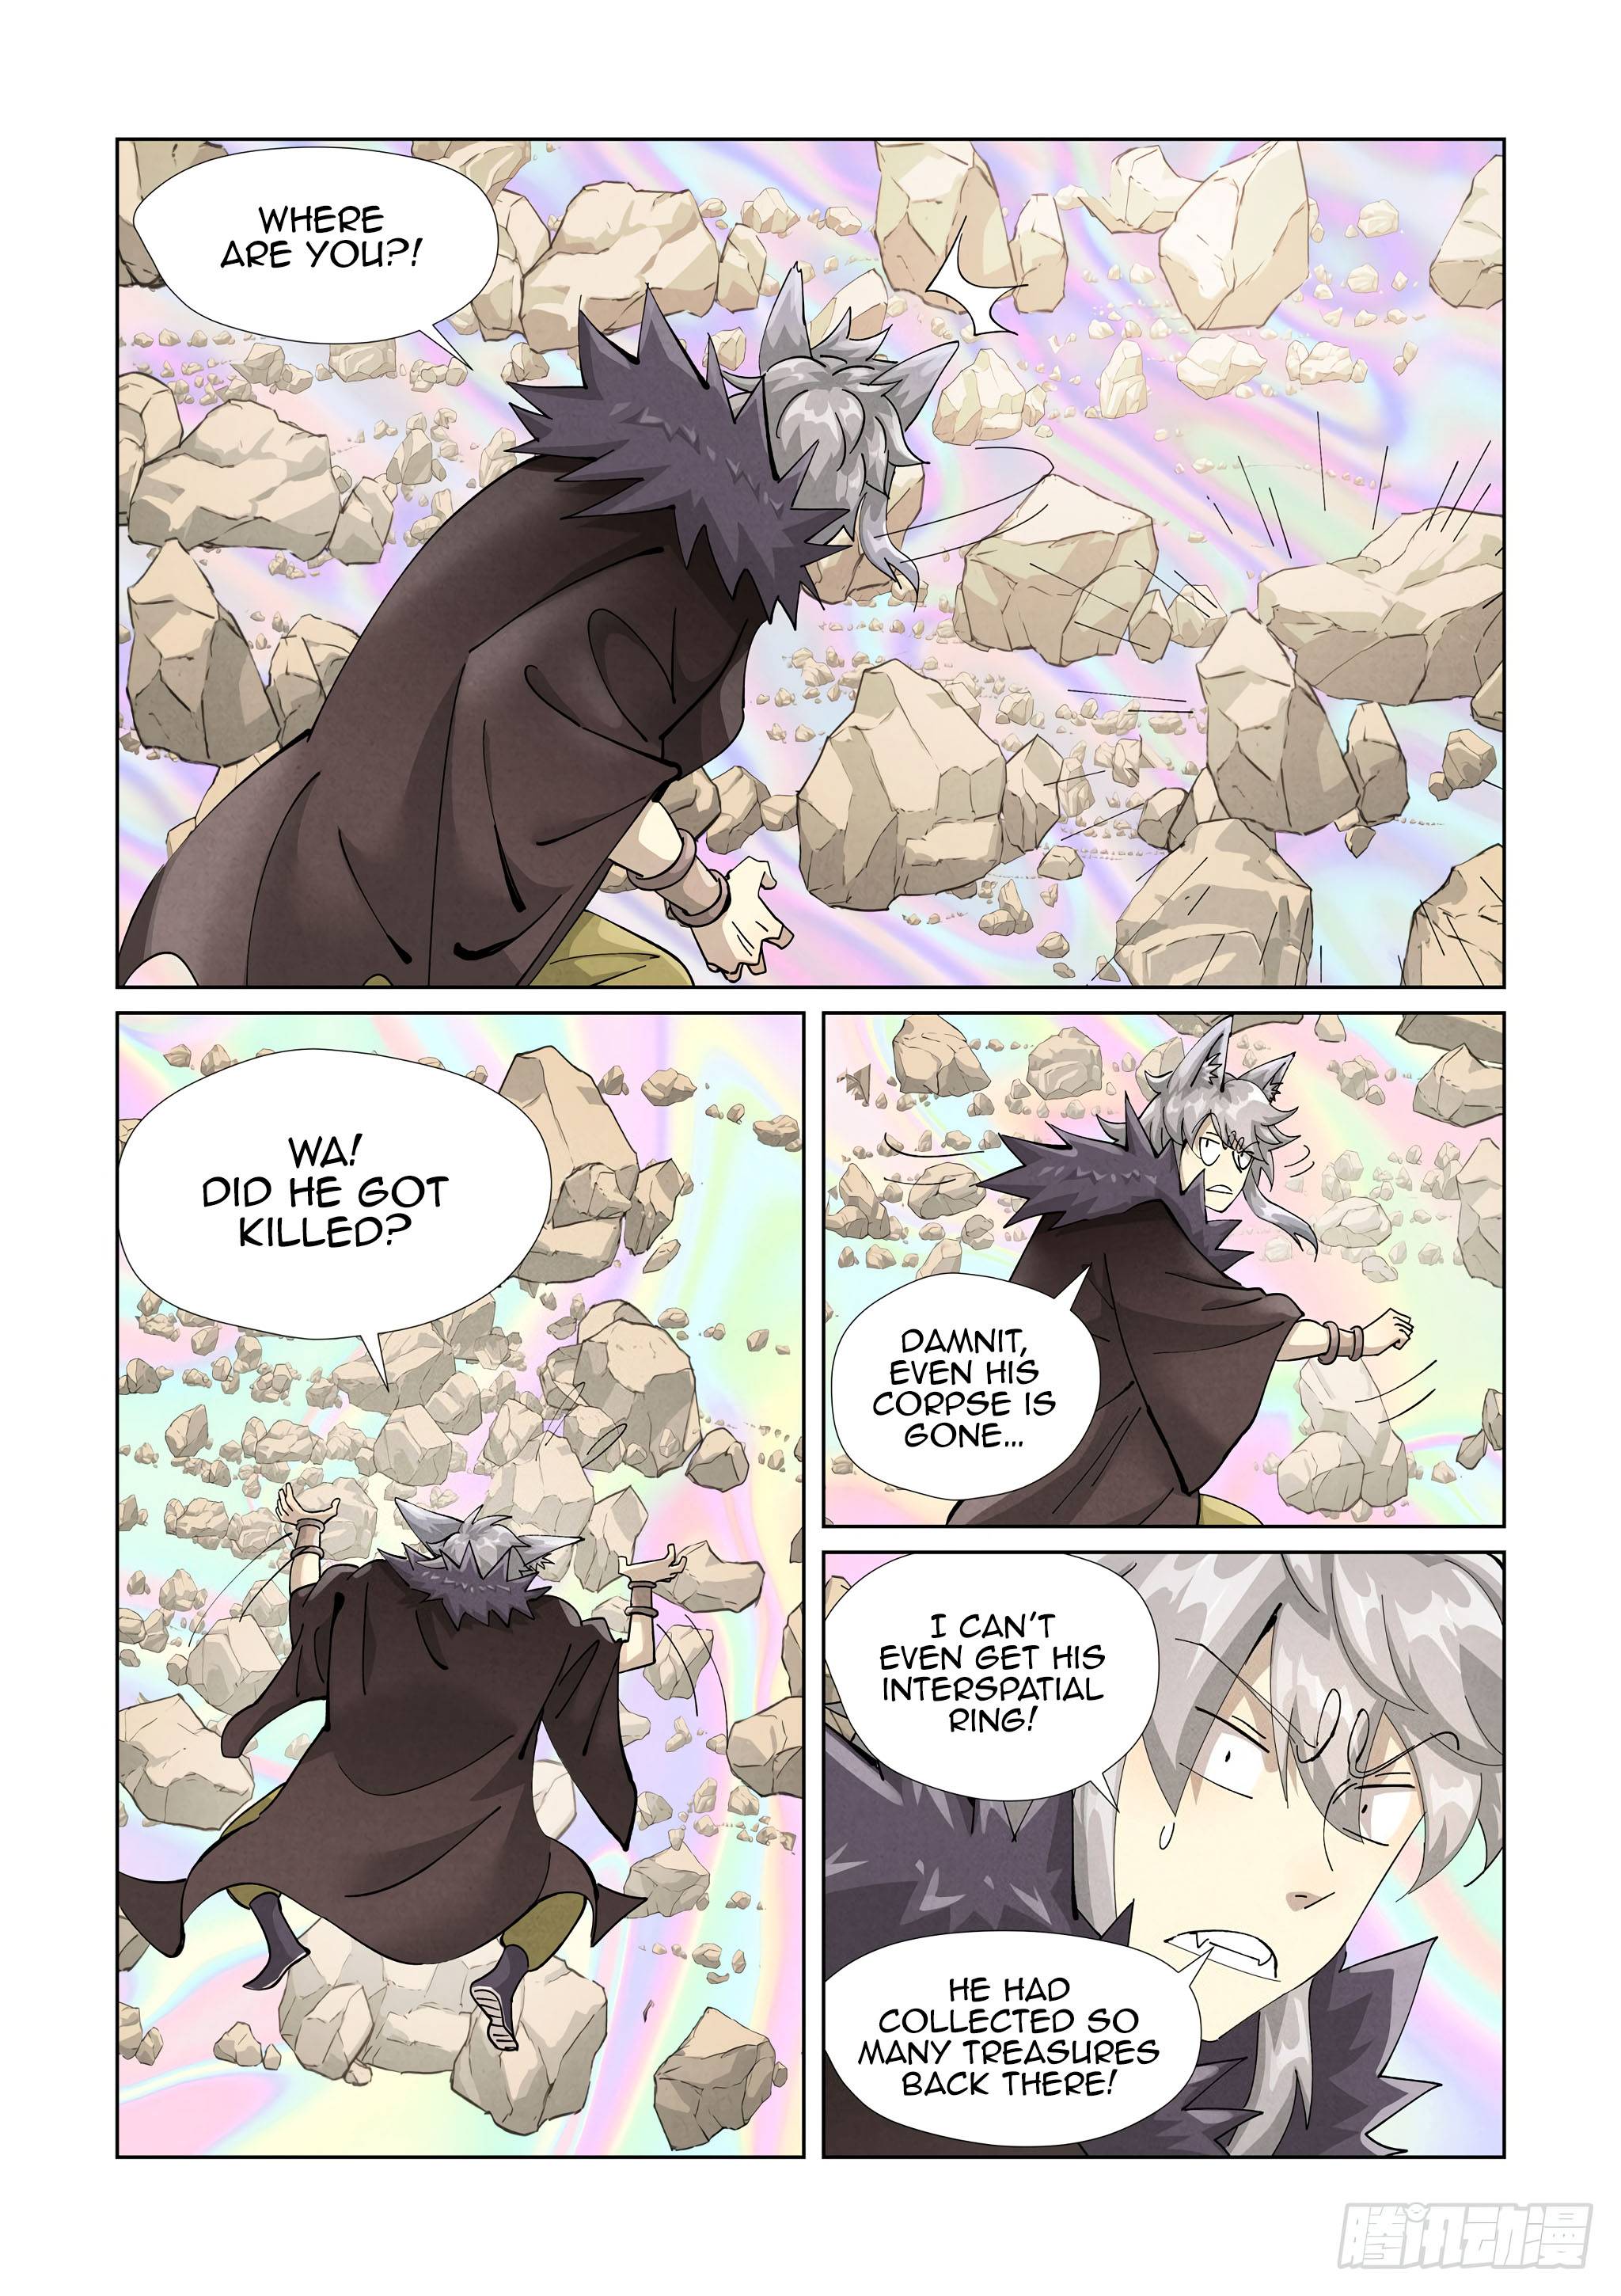 WHERE
ARE YOU?!
WA!
DID HE GOT
KILLED?
DAMNIT,
EVEN HIS
CORPSE IS
GONE...
I CAN'T
EVEN GET HIS
INTERSPATIAL
RING!
HE HAD
COLLECTED SO
MANY TREASURES
BACK THERE!
腾讯动漫